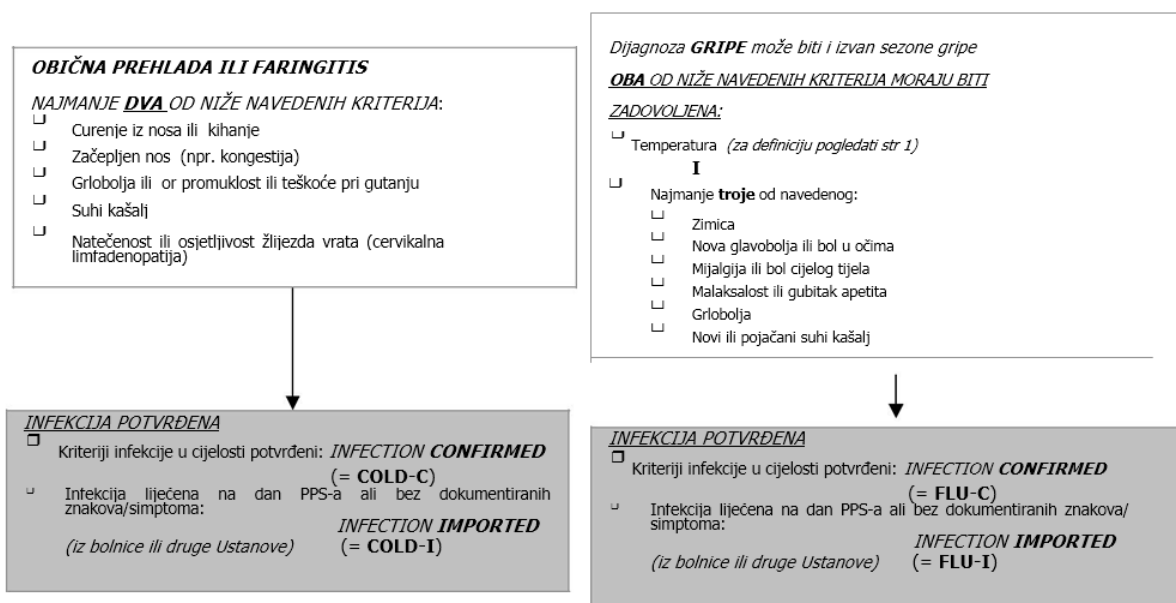 OBIČNA PREHLADA ILI FARINGITIS
NAJMANJE DVA OD NIŽE NAVEDENIH KRITERIJA:
Curenje iz nosa ili kihanje
Začepljen nos (npr. kongestija)
Grlobolja ili or promuklost ili teškoće pri gutanju
Suhi kašalj
Natečenost ili osjetljivost žlijezda vrata (cervikalna
limfadenopatija)
INFEKCIJA POTVRĐENA
Kriteriji infekcije u cijelosti potvrđeni: INFECTION CONFIRMED
(= COLD-C)
Infekcija liječena na dan PPS-a ali bez dokumentiranih
znakova/simptoma:
INFECTION IMPORTED
(iz bolnice ili druge Ustanove) (= COLD-I)
Dijagnoza GRIPE može biti i izvan sezone gripe
OBA OD NIŽE NAVEDENIH KRITERIJA MORAJU BITI
ZADOVOLJENA:
Temperatura (za definiciju pogledati str 1)
I
Najmanje troje od navedenog:
Zimica
Nova glavobolja ili bol u očima
Mijalgija ili bol cijelog tijela
Malaksalost ili gubitak apetita
Grlobolja
Novi ili pojačani suhi kašalj
INFEKCIJA POTVRĐENA
Kriteriji infekcije u cijelosti potvrđeni: INFECTION CONFIRMED
(= FLU-C)
Infekcija liječena na dan PPS-a ali bez dokumentiranih znakova/
simptoma:
INFECTION IMPORTED
(iz bolnice ili druge Ustanove) (= FLU-I)